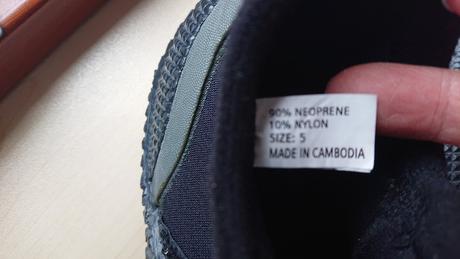 90% NEOPRENE
10% NYLON
SIZE: 5
MADE IN CAMBODIA